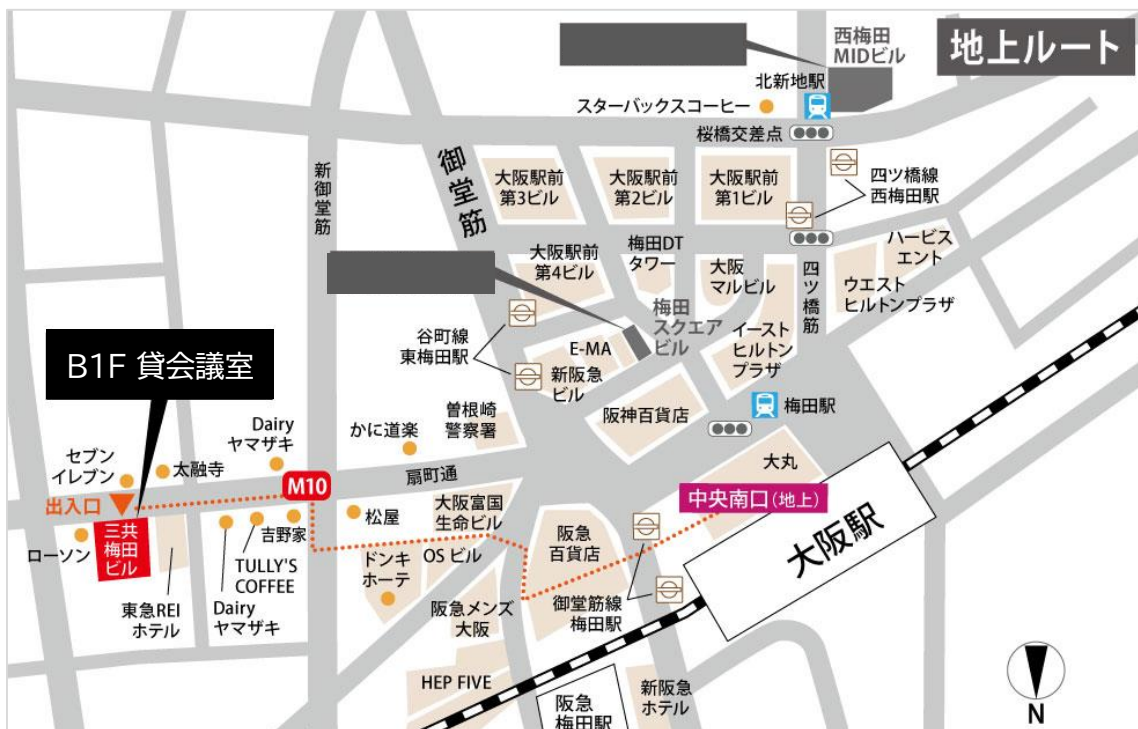 地上ルート
西梅田
MIDビル
北新地駅
スターバックスコーヒー
桜橋交差点
新御堂筋
御堂筋
大阪駅前
第3ビル
大阪駅前
第2ビル
大阪駅前
第1ビル
四ツ橋線
西梅田駅
大阪駅前
第4ビル
梅田DT
タワー
大阪
マルビル
四ツ橋筋
ハービス
エント
ウエスト
ヒルトンプラザ
梅田
スクエア
ビル
イースト
ヒルトン
プラザ
谷町線
東梅田駅
E-MA
新阪急
ビル
B1F 貸会議室
曽根崎
警察署
阪神百貨店
梅田駅
Dairy
ヤマザキ
かに道楽
セブン
イレブン
太融寺
扇町通
大丸
M10
中央南口(地上)
出入口
三共
梅田
ビル
ローソン
吉野家
TULLY'S
COFFEE
松屋
大阪富国
生命ビル
阪急
百貨店
大阪駅
ドンキ
ホーテ
OSビル
東急REI
ホテル
Dairy
ヤマザキ
阪急メンズ
大阪
御堂筋線
梅田駅
HEP FIVE
阪急
梅田駅
新阪急
ホテル
N